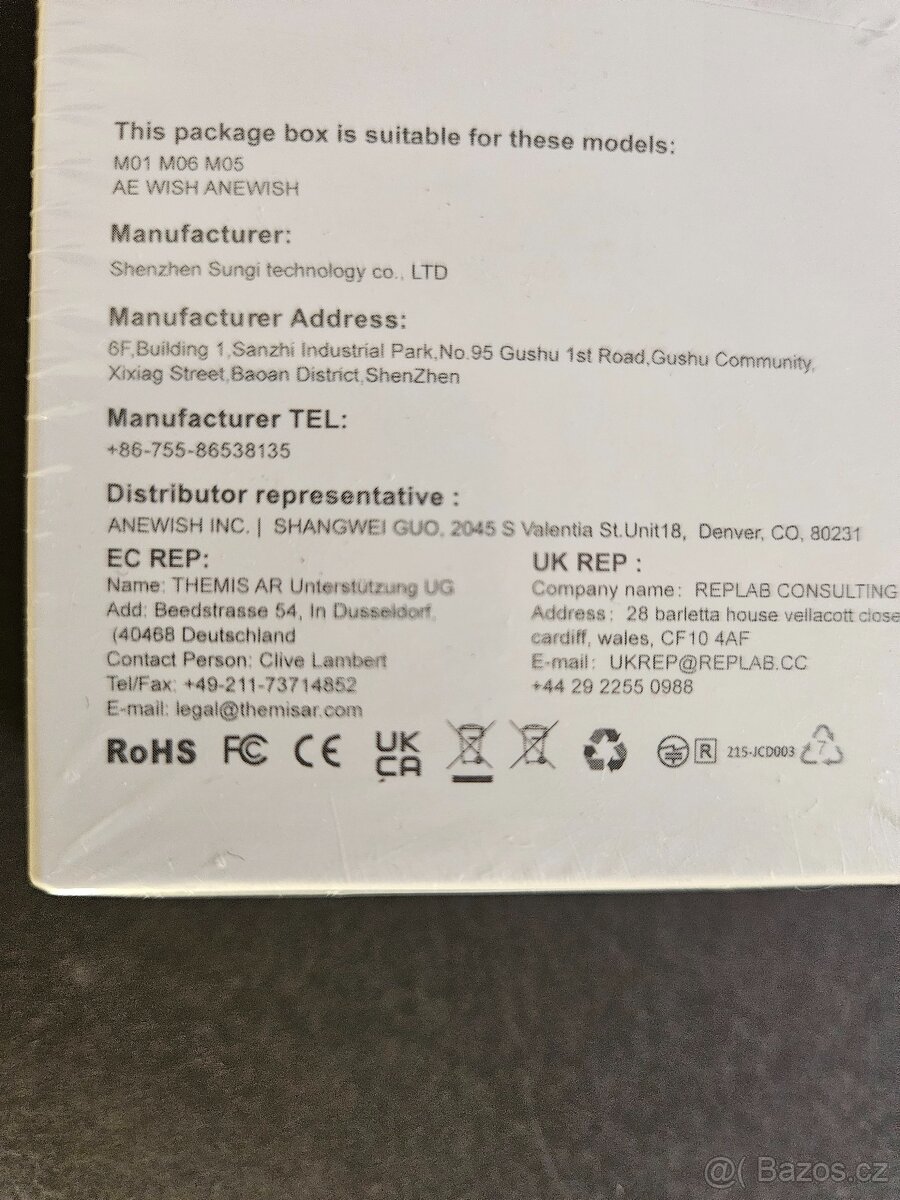 This package box is suitable for these models:
M01 M06 M05
AE WISH ANEWISH
Manufacturer:
Shenzhen Sungi technology co., LTD
Manufacturer Address:
6F,Building 1,Sanzhi Industrial Park,No.95 Gushu 1st Road,Gushu Community,
Xixiag Street,Baoan District,ShenZhen
Manufacturer TEL:
+86-755-86538135
Distributor representative :
ANEWISH INC. | SHANGWEI GUO, 2045 S Valentia St.Unit18, Denver, CO, 80231
EC REP:
Name: THEMIS AR Unterstützung UG
Add: Beedstrasse 54, In Dusseldorf,
(40468 Deutschland
Contact Person: Clive Lambert
Tel/Fax: +49-211-73714852
E-mail: legal@themisar.com
UK REP :
Company name: REPLAB CONSULTING
Address: 28 barletta house vellacott close
cardiff, wales, CF10 4AF
E-mail: UKREP@REPLAB.CC
+44 29 2255 0988
RoHS FC CE UK CA R 215-JCD003 7
@( Bazos.cz